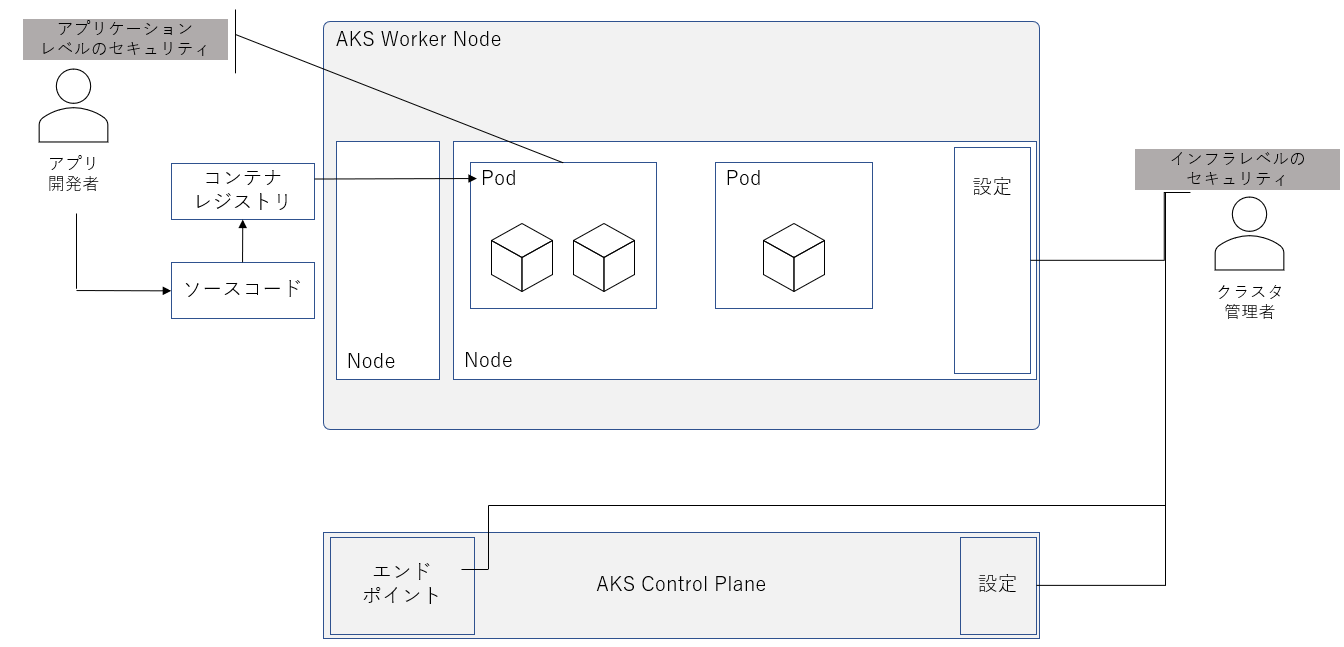 アプリケーション
レベルのセキュリティ
アプリ
開発者
コンテナ
レジストリ
ソースコード
AKS Worker Node
Node
Pod
Pod
設定
Node
インフラレベルの
セキュリティ
クラスタ
管理者
エンド
ポイント
AKS Control Plane
設定